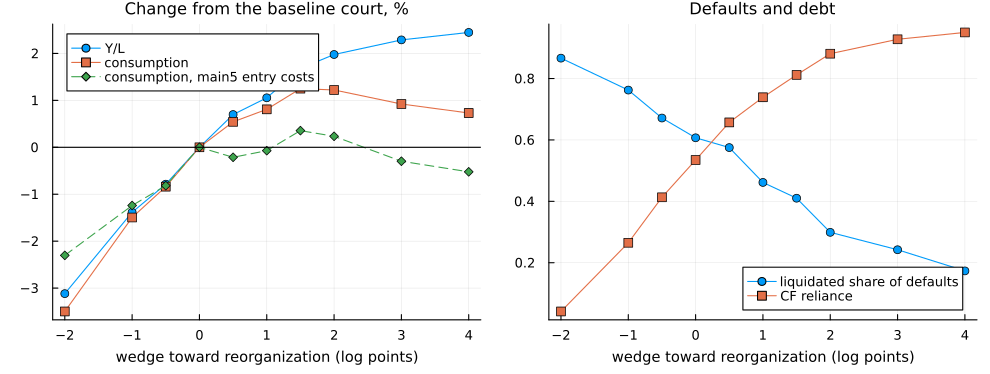 Change from the baseline court, %
Y/L
consumption
consumption, main5 entry costs
2
1
0
−1
−2
−3
−2
−1
0
1
2
3
4
wedge toward reorganization (log points)
Defaults and debt
0.8
0.6
0.4
0.2
liquidated share of defaults
CF reliance
−2
−1
0
1
2
3
4
wedge toward reorganization (log points)